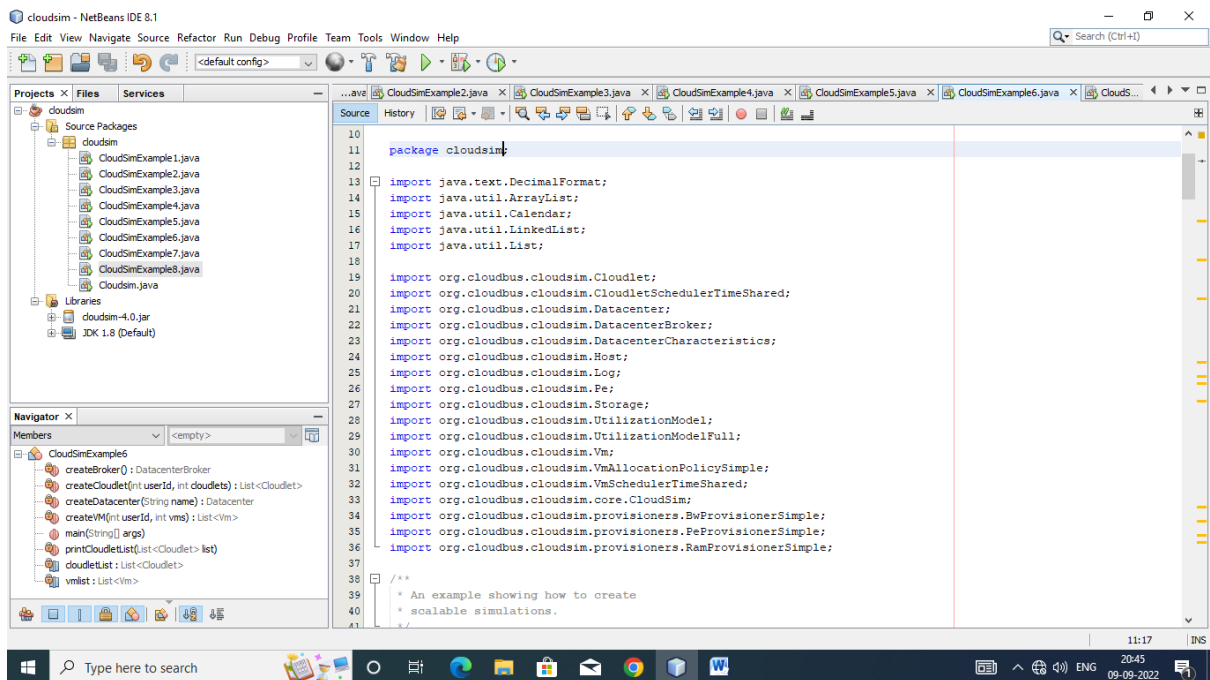 cloudsim - NetBeans IDE 8.1
File Edit View Navigate Source Refactor Run Debug Profile Team Tools Window Help
Search (Ctrl+I)
<default config>
Projects Files Services
cloudsim
Source Packages
cloudsim
CloudSimExample1.java
CloudSimExample2.java
CloudSimExample3.java
CloudSimExample4.java
CloudSimExample5.java
CloudSimExample6.java
CloudSimExample7.java
CloudSimExample8.java
Cloudsim.java
Libraries
cloudsim-4.0.jar
JDK 1.8 (Default)
Navigator
Members <empty>
CloudSimExample6
createBroker() : DatacenterBroker
createCloudlet(int userId, int cloudlets) : List<Cloudlet>
createDatacenter(String name) : Datacenter
createVM(int userId, int vms) : List<Vm>
main(String[] args)
printCloudletList(List<Cloudlet> list)
cloudletList : List<Cloudlet>
vmlist : List<Vm>
...ava CloudSimExample2.java CloudSimExample3.java CloudSimExample4.java CloudSimExample5.java CloudSimExample6.java CloudS...
Source History
10
11 package cloudsim;
12
13 import java.text.DecimalFormat;
14 import java.util.ArrayList;
15 import java.util.Calendar;
16 import java.util.LinkedList;
17 import java.util.List;
18
19 import org.cloudbus.cloudsim.Cloudlet;
20 import org.cloudbus.cloudsim.CloudletSchedulerTimeShared;
21 import org.cloudbus.cloudsim.Datacenter;
22 import org.cloudbus.cloudsim.DatacenterBroker;
23 import org.cloudbus.cloudsim.DatacenterCharacteristics;
24 import org.cloudbus.cloudsim.Host;
25 import org.cloudbus.cloudsim.Log;
26 import org.cloudbus.cloudsim.Pe;
27 import org.cloudbus.cloudsim.Storage;
28 import org.cloudbus.cloudsim.UtilizationModel;
29 import org.cloudbus.cloudsim.UtilizationModelFull;
30 import org.cloudbus.cloudsim.Vm;
31 import org.cloudbus.cloudsim.VmAllocationPolicySimple;
32 import org.cloudbus.cloudsim.VmSchedulerTimeShared;
33 import org.cloudbus.cloudsim.core.CloudSim;
34 import org.cloudbus.cloudsim.provisioners.BwProvisionerSimple;
35 import org.cloudbus.cloudsim.provisioners.PeProvisionerSimple;
36 import org.cloudbus.cloudsim.provisioners.RamProvisionerSimple;
37
38 /**
39 * An example showing how to create
40 * scalable simulations.
41 */
11:17 INS
Type here to search
ENG
20:45
09-09-2022